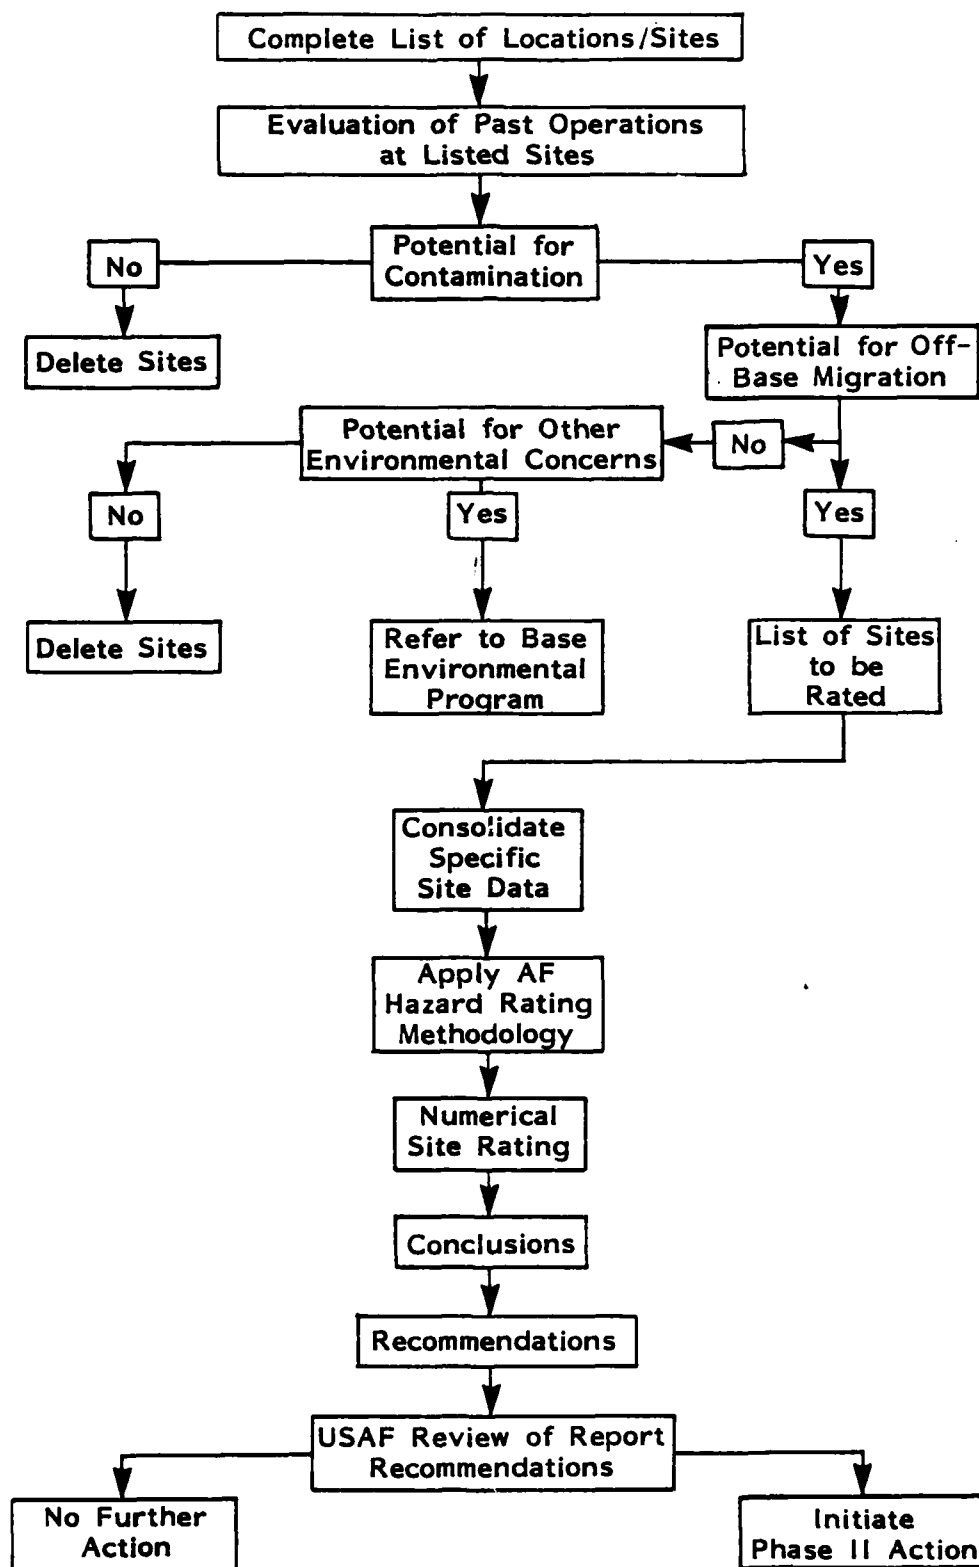 Complete List of Locations/Sites
Evaluation of Past Operations
at Listed Sites
Potential for
Contamination
No
Yes
Delete Sites
Potential for Off-
Base Migration
Potential for Other
Environmental Concerns
No
No
Yes
Yes
Delete Sites
Refer to Base
Environmental
Program
List of Sites
to be
Rated
Consolidate
Specific
Site Data
Apply AF
Hazard Rating
Methodology
Numerical
Site Rating
Conclusions
Recommendations
USAF Review of Report
Recommendations
No Further
Action
Initiate
Phase II Action